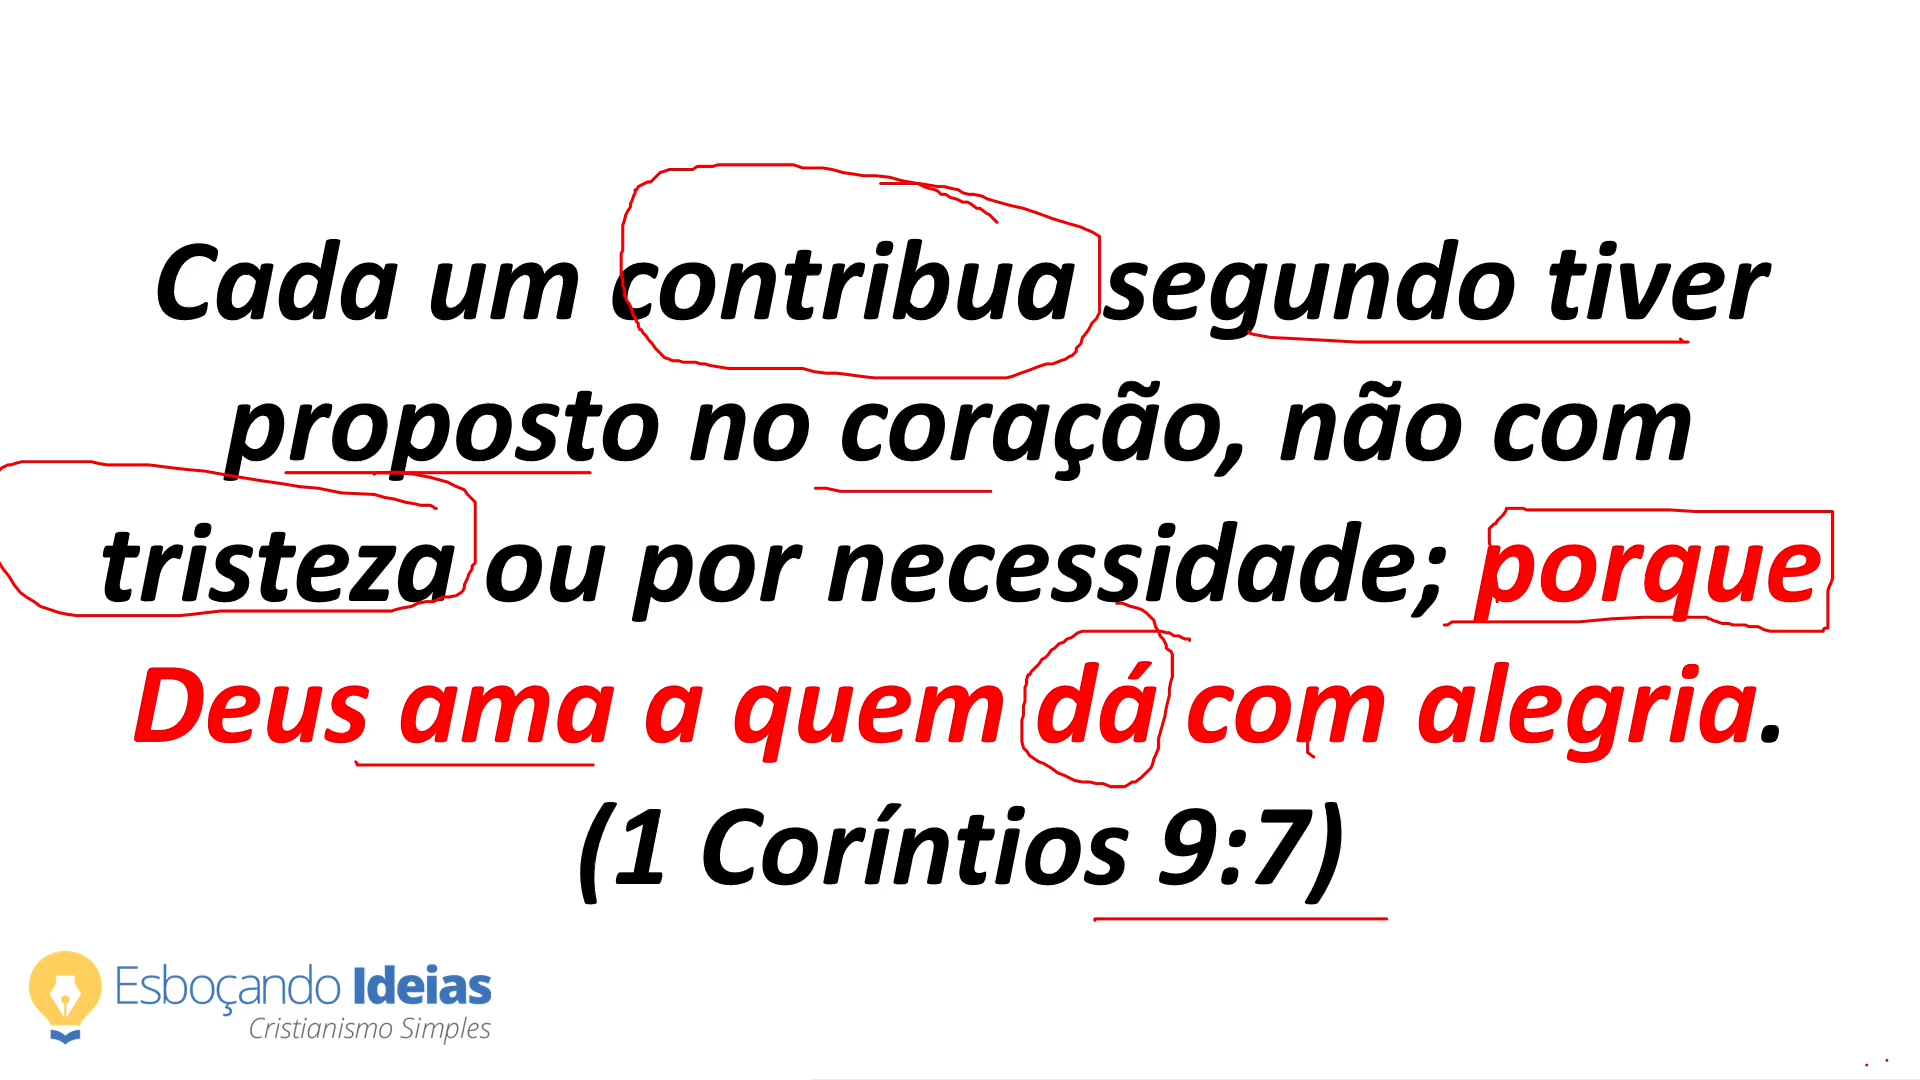 Cada um contribua segundo tiver
proposto no coração, não com
tristeza ou por necessidade; porque
Deus ama a quem dá com alegria.
(1 Coríntios 9:7)
Esboçando Ideias
Cristianismo Simples